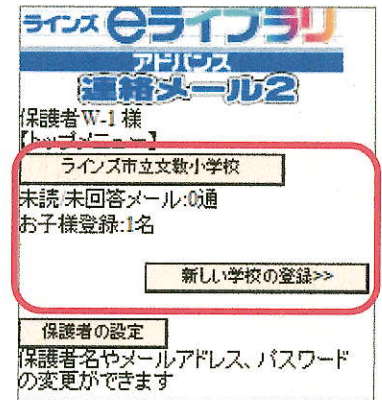 ラインズ eライブラリ
アドバンス
連絡メール2
保護者W-1 様
【トップメニュー】
ラインズ市立文教小学校
未読/未回答メール:0通
お子様登録:1名
新しい学校の登録>>
保護者の設定
保護者名やメールアドレス、パスワード
の変更ができます